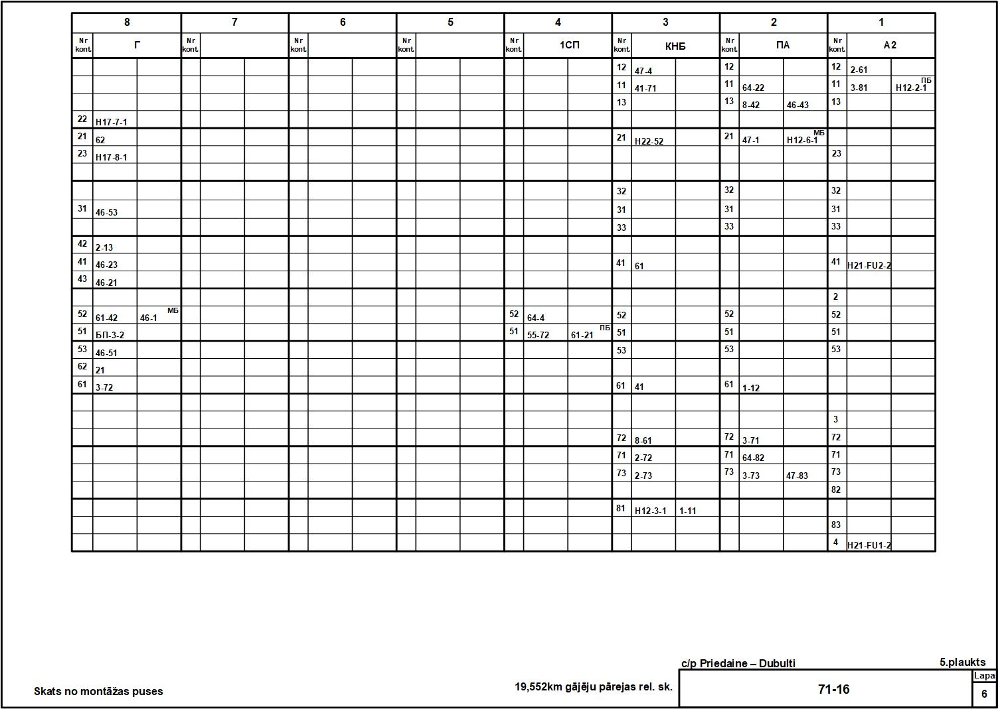 8 7 6 5 4 3 2 1
Nr kont. Г Nr kont. Nr kont. Nr kont. Nr kont. 1СП Nr kont. КНБ Nr kont. ПА Nr kont. А2
12 47-4 12 12 2-61
11 41-71 11 64-22 11 3-81 Н12-2-1 ПБ
13 13 8-42 46-43 13
22 Н17-7-1
21 62 21 Н22-52 21 47-1 Н12-6-1 МБ
23 Н17-8-1 23
32 32 32
31 46-53 31 31 31
33 33 33
42 2-13
41 46-23 41 61 41 Н21-FU2-2
43 46-21
2
52 61-42 46-1 МБ 52 64-4 52 52 52
51 БП-3-2 51 55-72 61-21 ПБ 51 51 51
53 46-51 53 53 53
62 21
61 3-72 61 41 61 1-12
3
72 8-61 72 3-71 72
71 2-72 71 64-82 71
73 2-73 73 3-73 47-83 73
82
81 Н12-3-1 1-11
83
4 Н21-FU1-2
c/p Priedaine – Dubulti 5.plaukts
Skats no montāžas puses 19,552km gājēju pārejas rel. sk. 71-16 Lapa
6